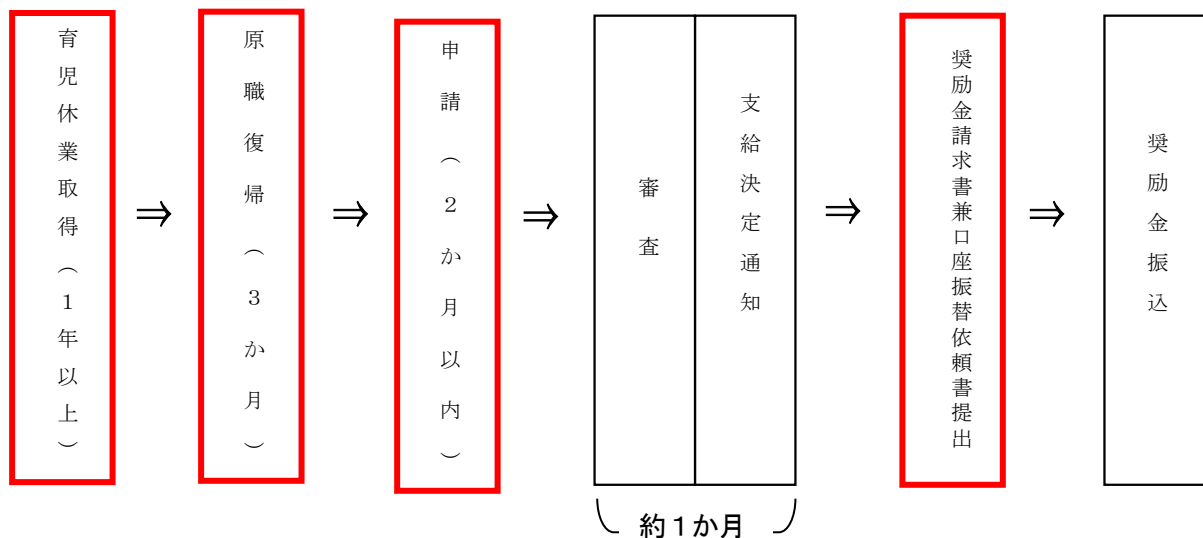 育児休業取得（１年以上）
⇒
原職復帰（３か月）
⇒
申請（２か月以内）
⇒
審査
支給決定通知
約１か月
⇒
奨励金請求書兼口座振替依頼書提出
⇒
奨励金振込